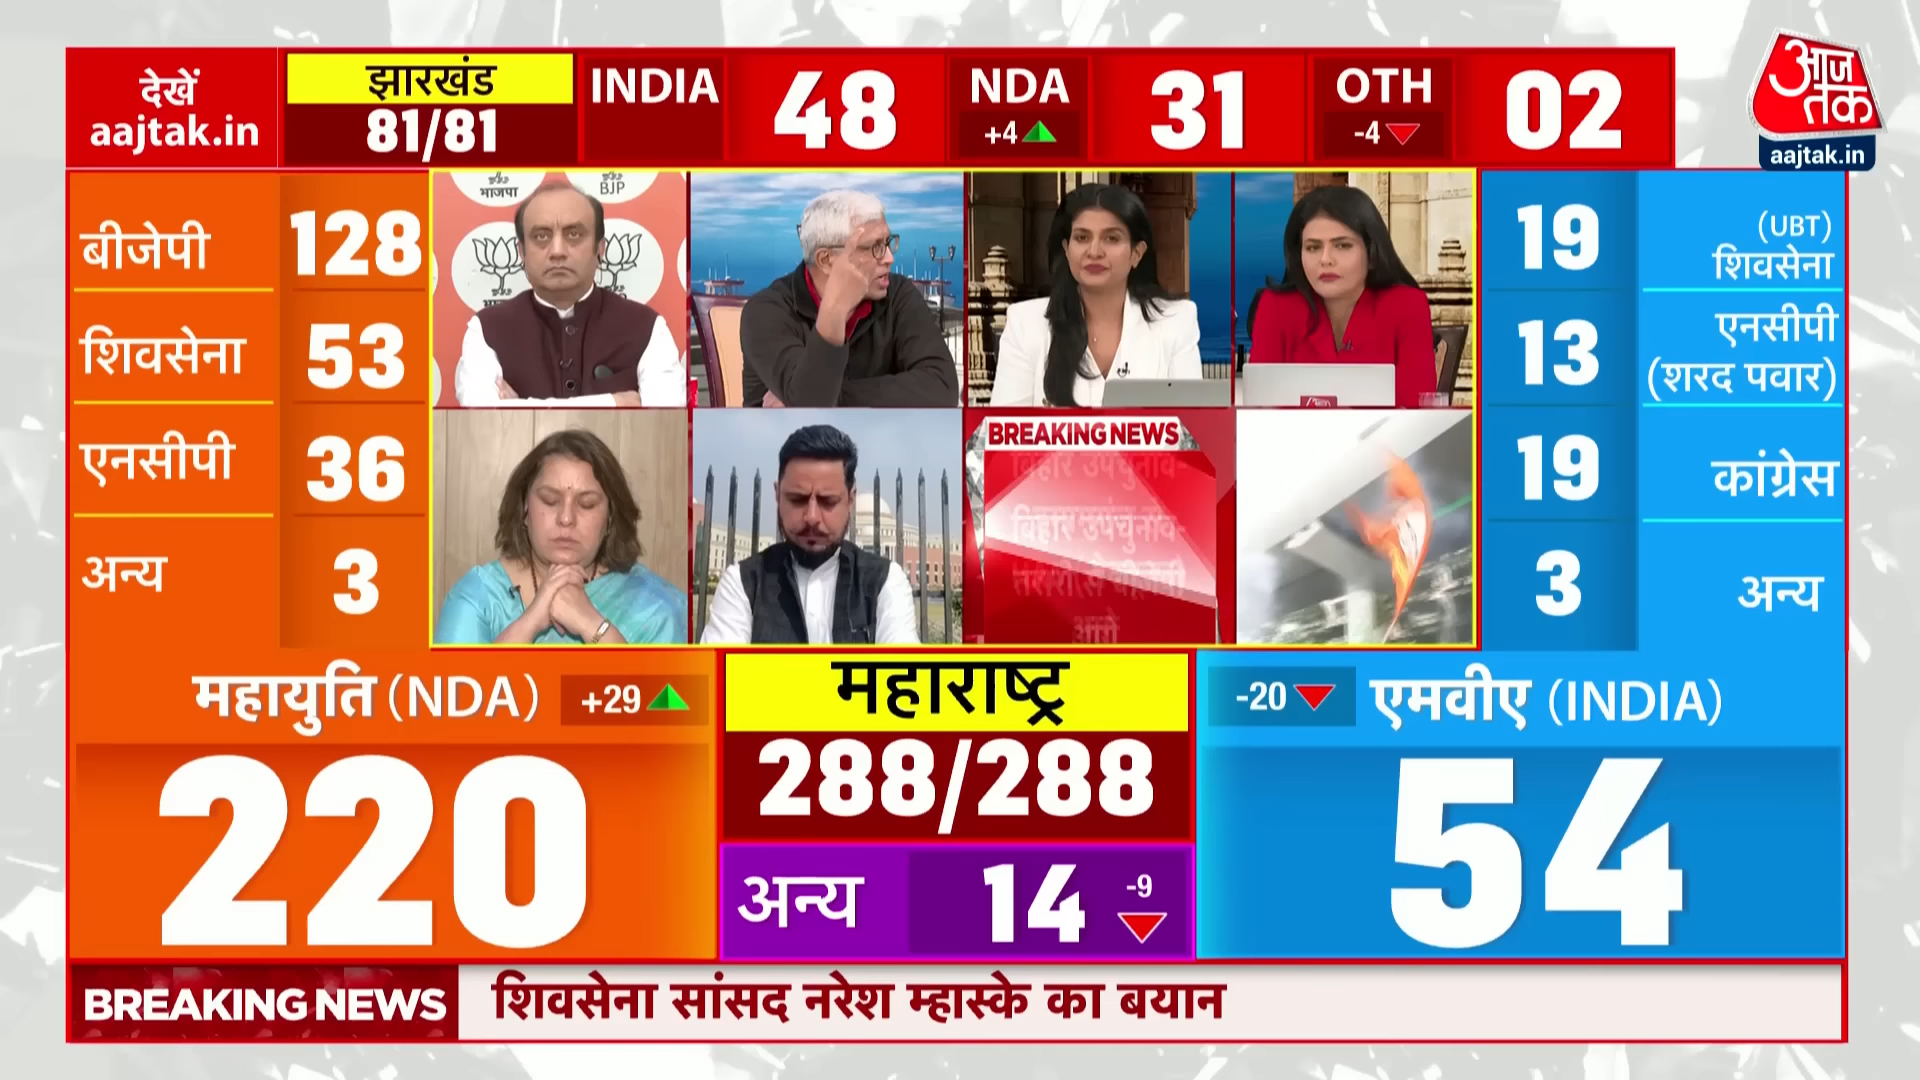 देखें
aajtak.in
झारखंड
81/81
INDIA
48
NDA
+4
31
OTH
-4
02
आज
तक
aajtak.in
बीजेपी 128
शिवसेना 53
एनसीपी 36
अन्य 3
भाजपा
BJP
BREAKING NEWS
बिहार उपचुनाव-
आगे
19 (UBT)
शिवसेना
13 एनसीपी
(शरद पवार)
19 कांग्रेस
3 अन्य
महायुति (NDA) +29
220
महाराष्ट्र
288/288
अन्य 14 -9
-20 एमवीए (INDIA)
54
BREAKING NEWS
शिवसेना सांसद नरेश म्हास्के का बयान